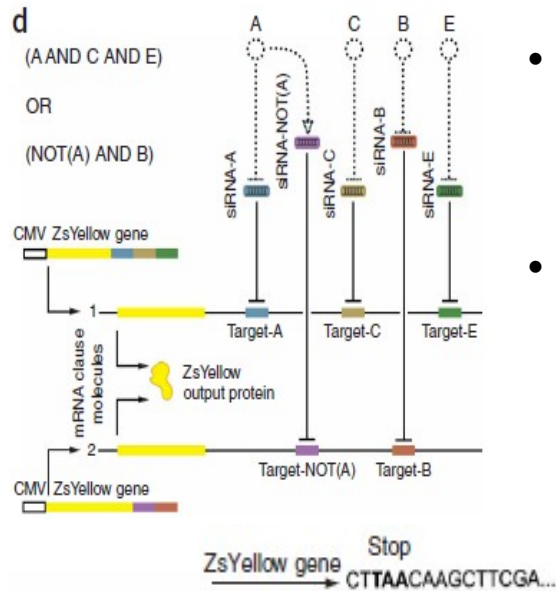 d
A C B E
(A AND C AND E)
OR
(NOT(A) AND B)
siRNA-A
siRNA-NOT(A)
siRNA-C
siRNA-B
siRNA-E
CMV ZsYellow gene
1
Target-A Target-C Target-E
mRNA clause
molecules
ZsYellow
output protein
2
Target-NOT(A) Target-B
CMV ZsYellow gene
Stop
ZsYellow gene CTTAACAAGCTTCGA...